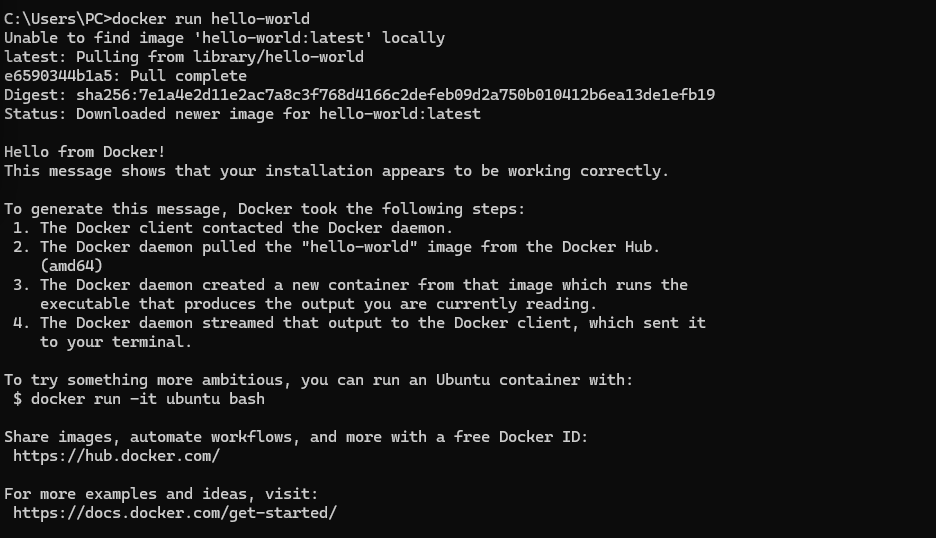 C:\Users\PC>docker run hello-world
Unable to find image 'hello-world:latest' locally
latest: Pulling from library/hello-world
e6590344b1a5: Pull complete
Digest: sha256:7e1a4e2d11e2ac7a8c3f768d4166c2defeb09d2a750b010412b6ea13de1efb19
Status: Downloaded newer image for hello-world:latest

Hello from Docker!
This message shows that your installation appears to be working correctly.

To generate this message, Docker took the following steps:
 1. The Docker client contacted the Docker daemon.
 2. The Docker daemon pulled the "hello-world" image from the Docker Hub.
    (amd64)
 3. The Docker daemon created a new container from that image which runs the
    executable that produces the output you are currently reading.
 4. The Docker daemon streamed that output to the Docker client, which sent it
    to your terminal.

To try something more ambitious, you can run an Ubuntu container with:
 $ docker run -it ubuntu bash

Share images, automate workflows, and more with a free Docker ID:
 https://hub.docker.com/

For more examples and ideas, visit:
 https://docs.docker.com/get-started/